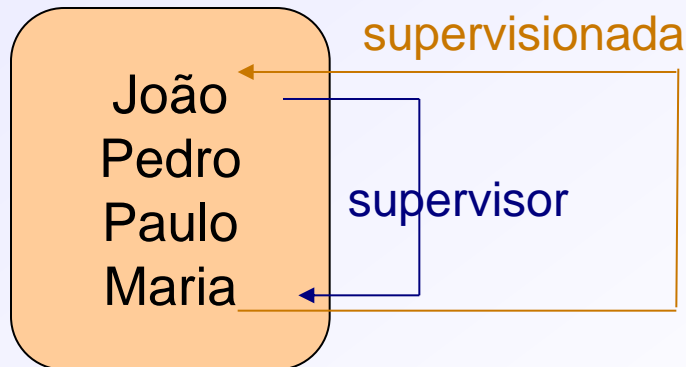 supervisionada
João
Pedro
Paulo
Maria
supervisor